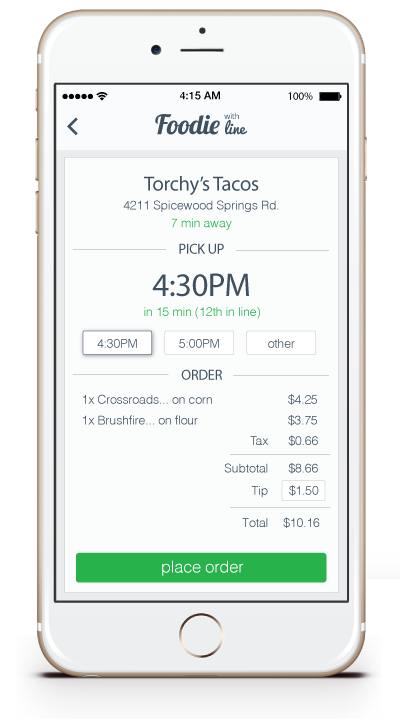 4:15 AM 100%
Foodie with line
Torchy's Tacos
4211 Spicewood Springs Rd.
7 min away
PICK UP
4:30PM
in 15 min (12th in line)
4:30PM 5:00PM other
ORDER
1x Crossroads... on corn $4.25
1x Brushfire... on flour $3.75
Tax $0.66
Subtotal $8.66
Tip $1.50
Total $10.16
place order